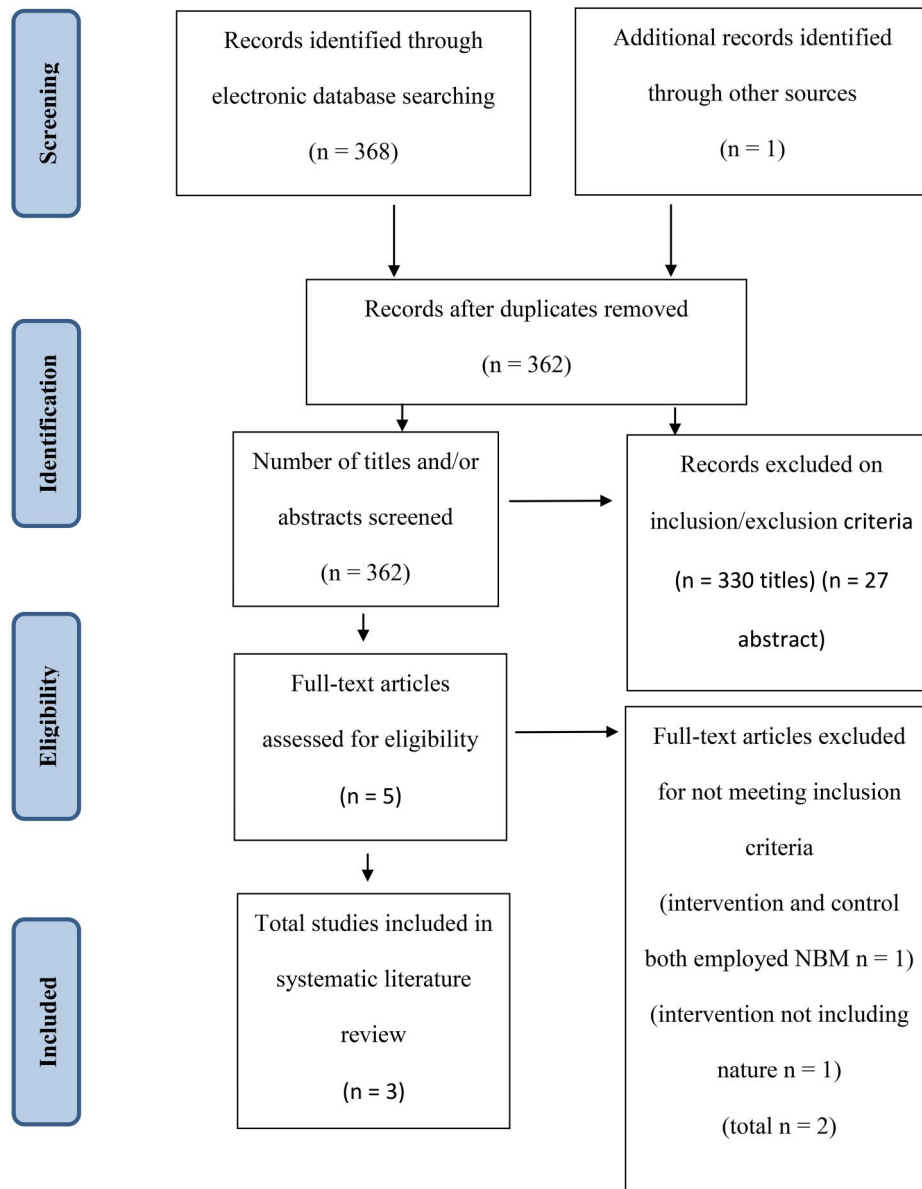 Screening
Records identified through
electronic database searching
(n = 368)
Additional records identified
through other sources
(n = 1)
Identification
Records after duplicates removed
(n = 362)
Number of titles and/or
abstracts screened
(n = 362)
Records excluded on
inclusion/exclusion criteria
(n = 330 titles) (n = 27
abstract)
Eligibility
Full-text articles
assessed for eligibility
(n = 5)
Full-text articles excluded
for not meeting inclusion
criteria
(intervention and control
both employed NBM n = 1)
(intervention not including
nature n = 1)
(total n = 2)
Included
Total studies included in
systematic literature
review
(n = 3)